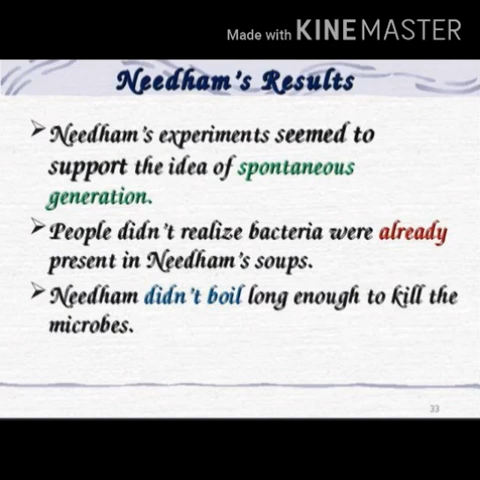 Made with KINEMASTER
Needham's Results
➢ Needham's experiments seemed to
support the idea of spontaneous
generation.
➢ People didn't realize bacteria were already
present in Needham's soups.
➢ Needham didn't boil long enough to kill the
microbes.
33